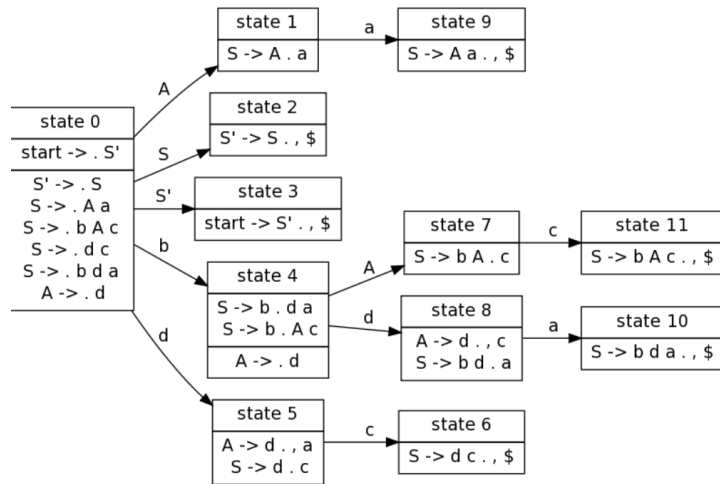 state 0
start -> . S'
S' -> . S
S -> . A a
S -> . b A c
S -> . d c
S -> . b d a
A -> . d
A
S
S'
b
d
state 1
S -> A . a
a
state 9
S -> A a . , $
state 2
S' -> S . , $
state 3
start -> S' . , $
state 4
S -> b . d a
S -> b . A c
A -> . d
A
d
state 7
S -> b A . c
c
state 11
S -> b A c . , $
state 8
A -> d . , c
S -> b d . a
a
state 10
S -> b d a . , $
state 5
A -> d . , a
S -> d . c
c
state 6
S -> d c . , $